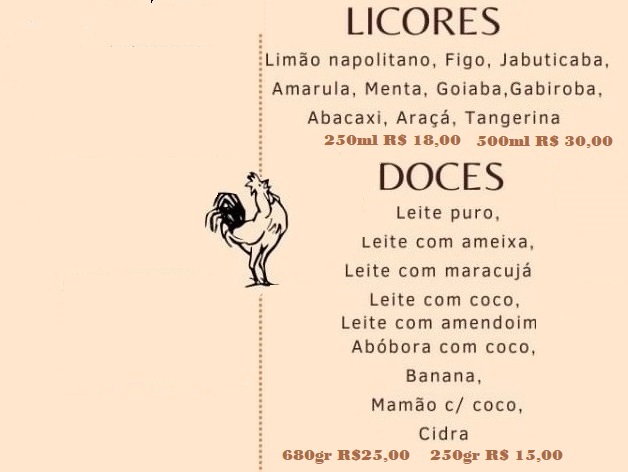 LICORES
Limão napolitano, Figo, Jabuticaba,
Amarula, Menta, Goiaba,Gabiroba,
Abacaxi, Araçá, Tangerina
250ml R$ 18,00 500ml R$ 30,00
DOCES
Leite puro,
Leite com ameixa,
Leite com maracujá
Leite com coco,
Leite com amendoim
Abóbora com coco,
Banana,
Mamão c/ coco,
Cidra
680gr R$25,00 250gr R$ 15,00